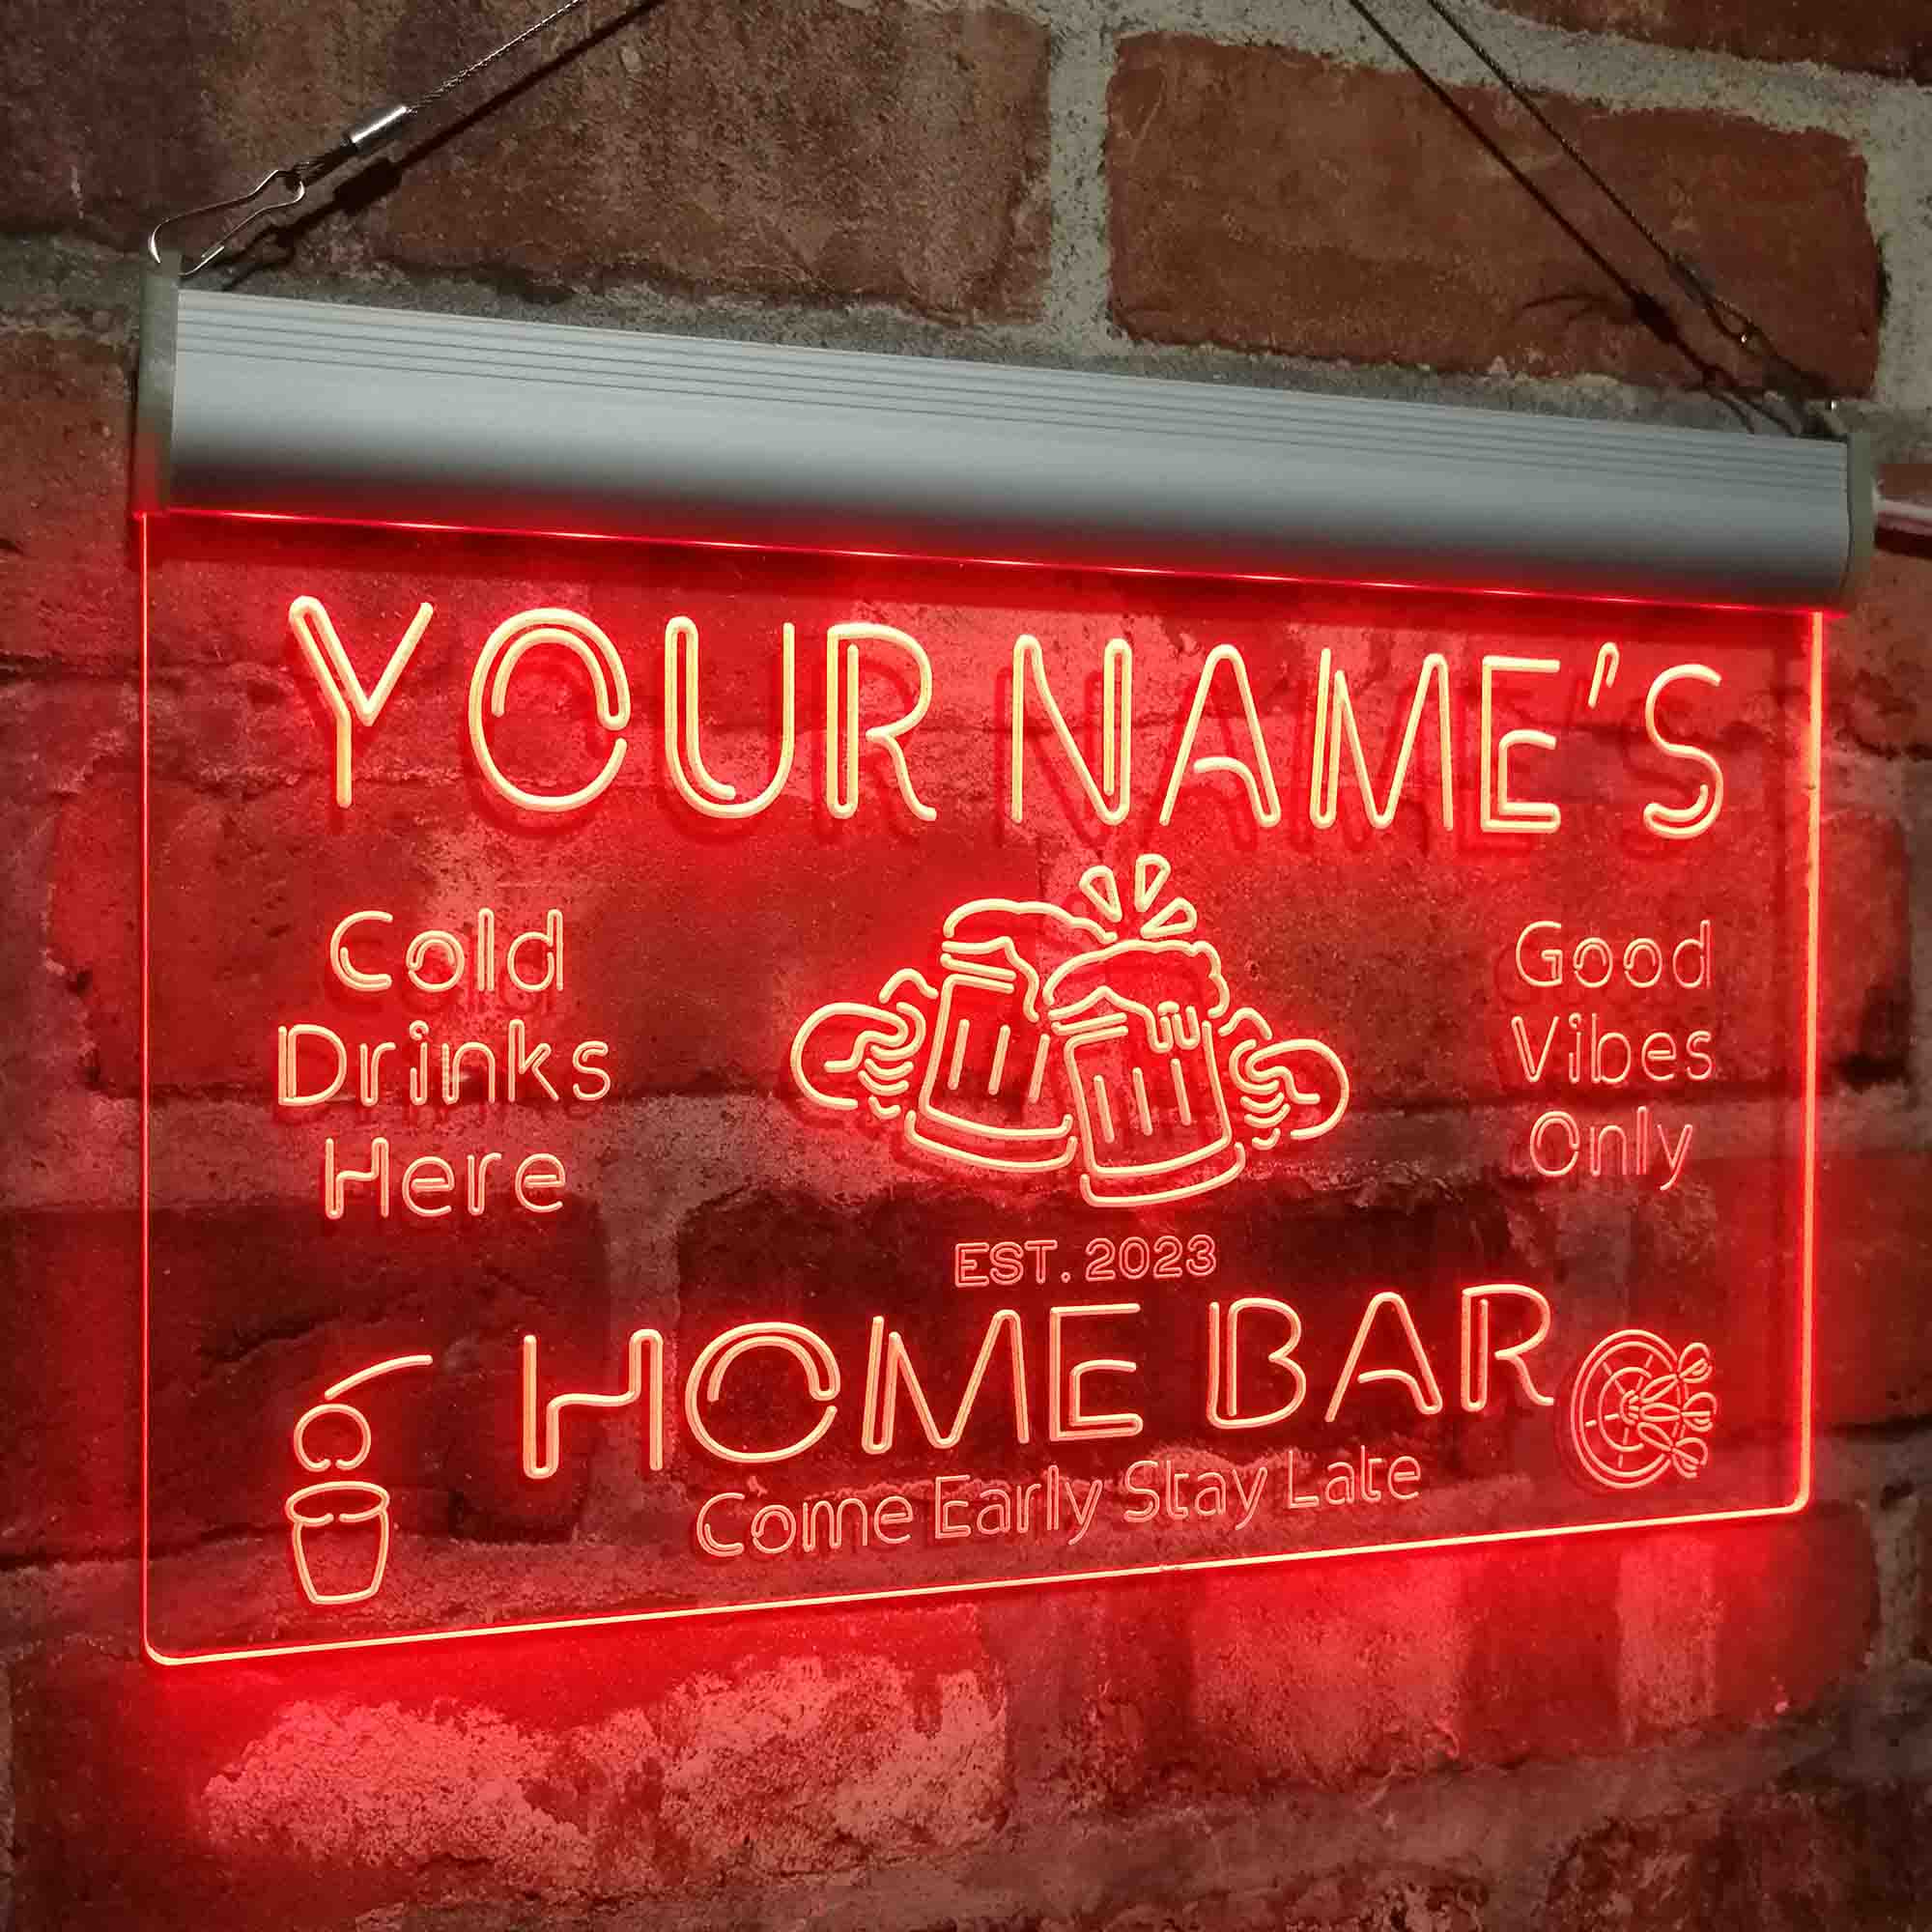 YOUR NAME'S
Cold
Drinks
Here
Good
Vibes
Only
EST. 2023
HOME BAR
Come Early Stay Late